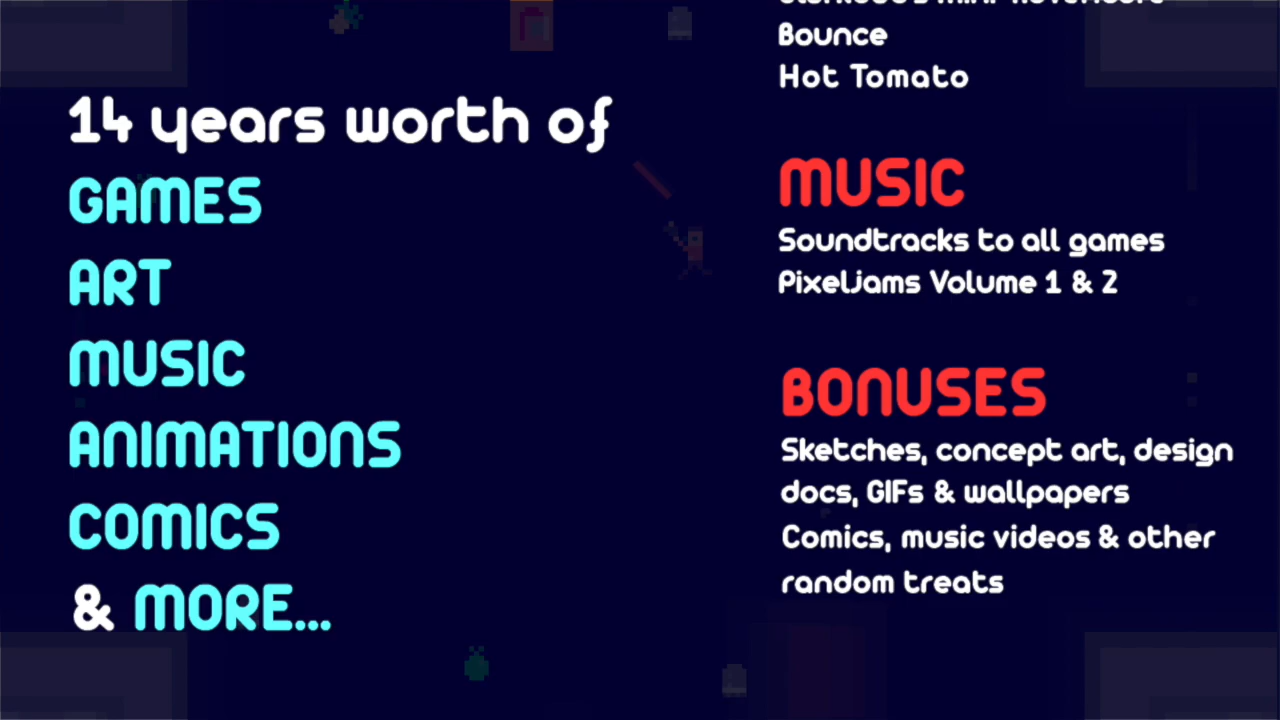 14 years worth of
GAMES
ART
MUSIC
ANIMATIONS
COMICS
& MORE...
Bounce
Hot Tomato
MUSIC
Soundtracks to all games
PixelJams Volume 1 & 2
BONUSES
Sketches, concept art, design
docs, GIFs & wallpapers
Comics, music videos & other
random treats